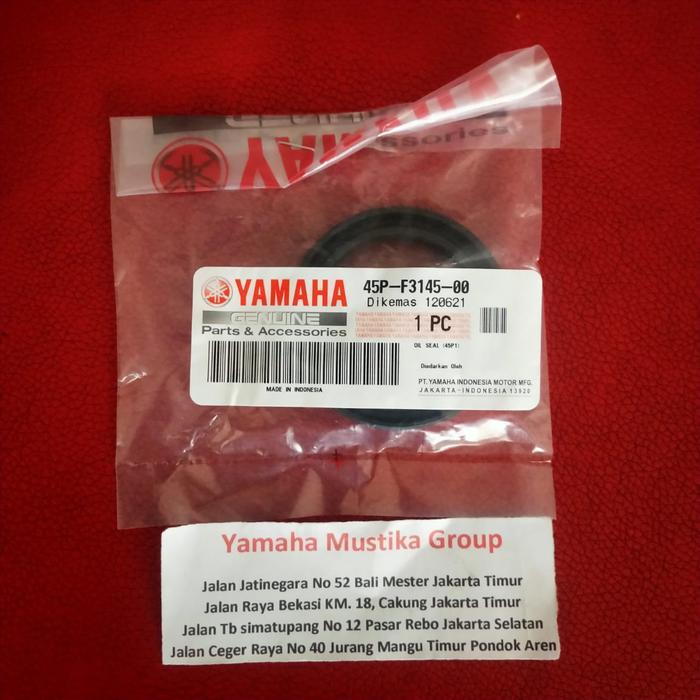 YAMAHA
GENUINE
Accessories
YAMAHA
GENUINE
Parts & Accessories
MADE IN INDONESIA
45P-F3145-00
Dikemas 120621
1 PC
OIL SEAL (45P1)
Diedarkan Oleh
PT.YAMAHA INDONESIA MOTOR MFG.
JAKARTA-INDONESIA 13920
Yamaha Mustika Group
Jalan Jatinegara No 52 Bali Mester Jakarta Timur
Jalan Raya Bekasi KM. 18, Cakung Jakarta Timur
Jalan Tb simatupang No 12 Pasar Rebo Jakarta Selatan
Jalan Ceger Raya No 40 Jurang Mangu Timur Pondok Aren